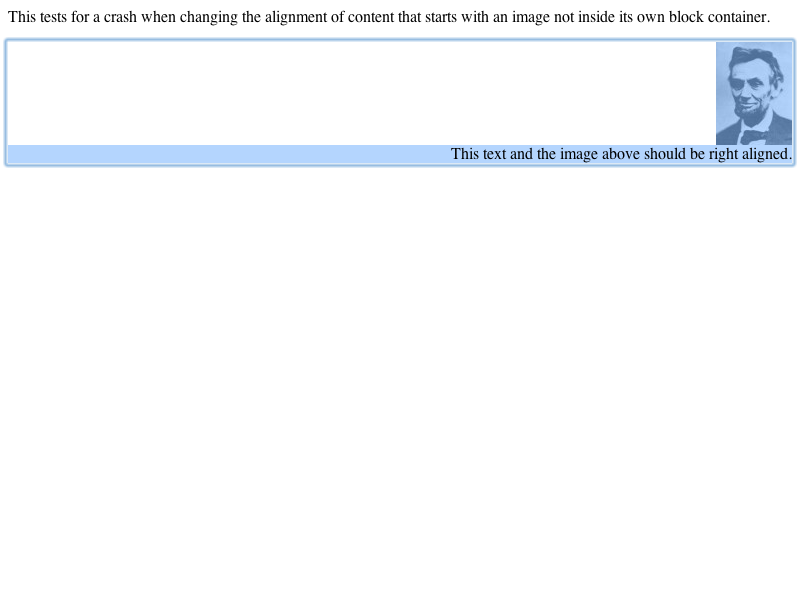 This tests for a crash when changing the alignment of content that starts with an image not inside its own block container.
This text and the image above should be right aligned.